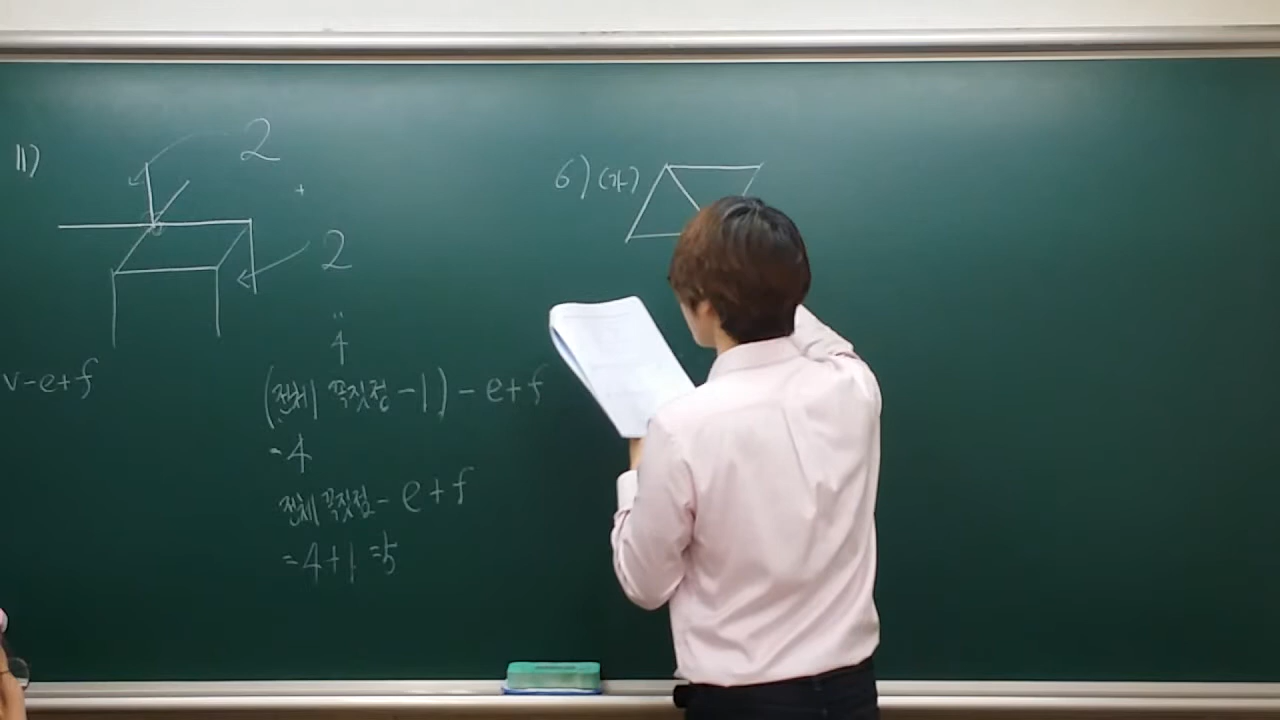 11)
2
+
2
"
4
v-e+f
(전체 꼭짓점 -1) - e+f
=4
전체 꼭짓점 - e+f
=4+1=5
6) (가)